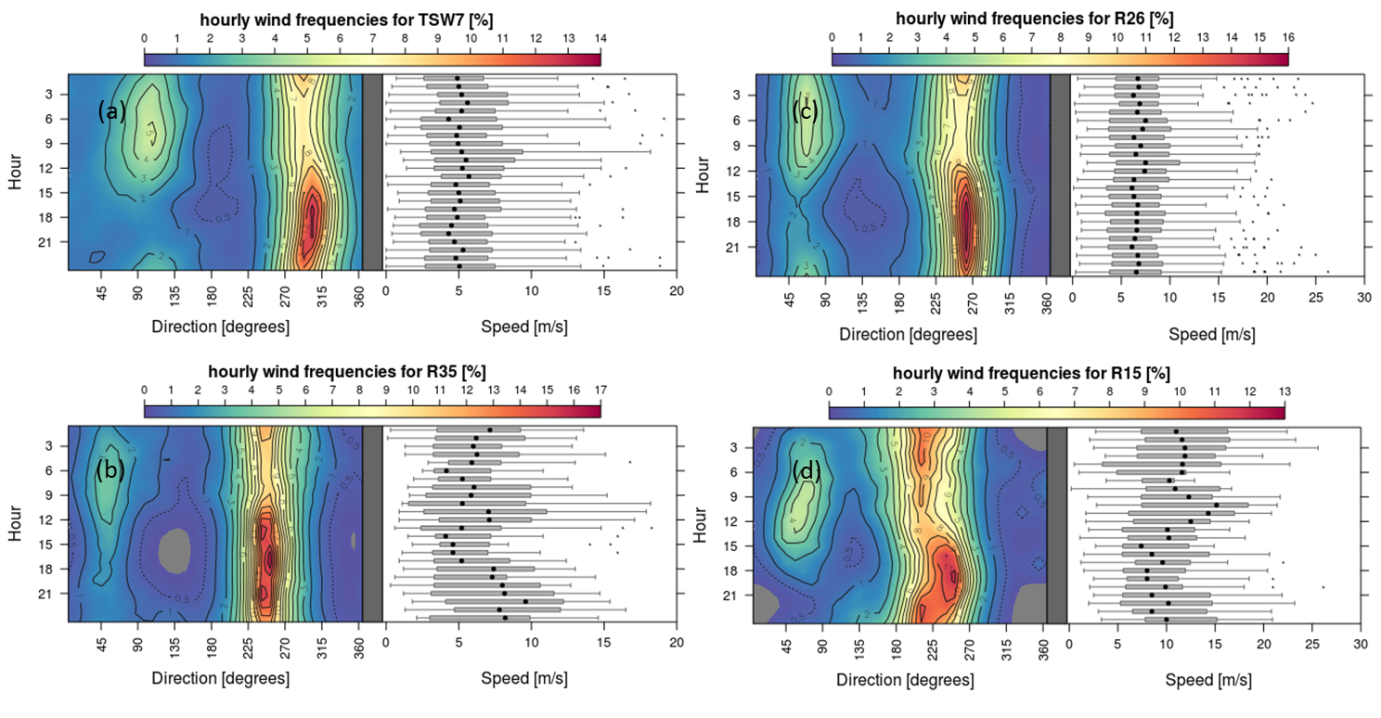 hourly wind frequencies for TSW7 [%]
0 1 2 3 4 5 6 7 8 9 10 11 12 13 14
(a)
Hour
3
6
9
12
15
18
21
45 90 135 180 225 270 315 360
0 5 10 15 20
Direction [degrees]
Speed [m/s]
hourly wind frequencies for R26 [%]
0 1 2 3 4 5 6 7 8 9 10 11 12 13 14 15 16
(c)
Hour
3
6
9
12
15
18
21
45 90 135 180 225 270 315 360
0 5 10 15 20 25 30
Direction [degrees]
Speed [m/s]
hourly wind frequencies for R35 [%]
0 1 2 3 4 5 6 7 8 9 10 11 12 13 14 15 16 17
(b)
Hour
3
6
9
12
15
18
21
45 90 135 180 225 270 315 360
0 5 10 15 20
Direction [degrees]
Speed [m/s]
hourly wind frequencies for R15 [%]
0 1 2 3 4 5 6 7 8 9 10 11 12 13
(d)
Hour
3
6
9
12
15
18
21
45 90 135 180 225 270 315 360
0 5 10 15 20 25 30
Direction [degrees]
Speed [m/s]